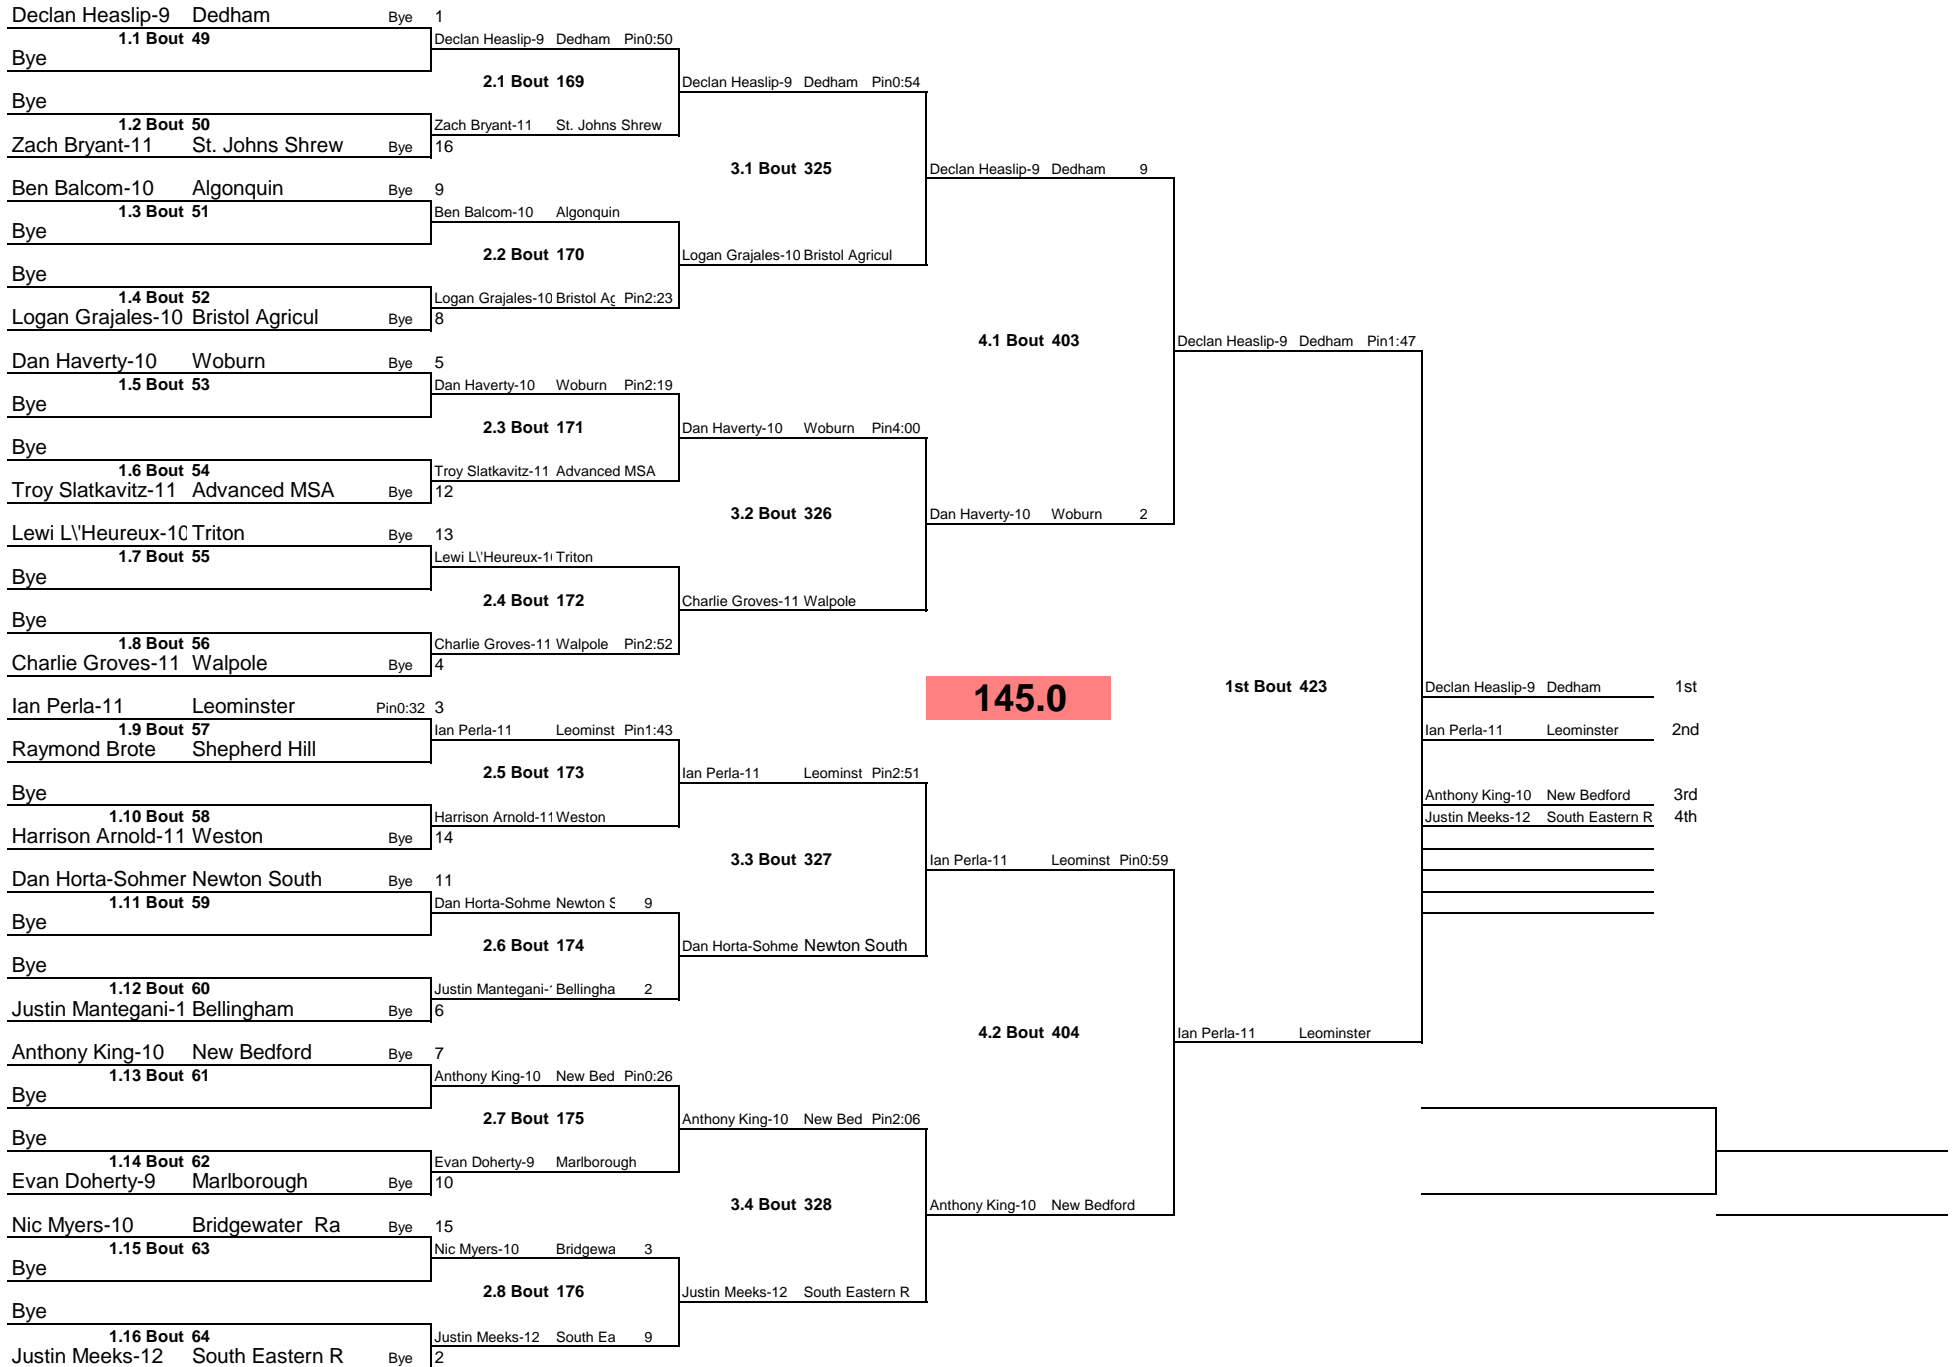 Declan Heaslip-9 Dedham Bye 1
1.1 Bout 49
Bye
Bye
1.2 Bout 50
Zach Bryant-11 St. Johns Shrew Bye 16
Ben Balcom-10 Algonquin Bye 9
1.3 Bout 51
Bye
Bye
1.4 Bout 52
Logan Grajales-10 Bristol Agricul Bye 8
Dan Haverty-10 Woburn Bye 5
1.5 Bout 53
Bye
Bye
1.6 Bout 54
Troy Slatkavitz-11 Advanced MSA Bye 12
Lewi L\'Heureux-10 Triton Bye 13
1.7 Bout 55
Bye
Bye
1.8 Bout 56
Charlie Groves-11 Walpole Bye 4
Ian Perla-11 Leominster Pin0:32 3
1.9 Bout 57
Raymond Brote Shepherd Hill
Bye
1.10 Bout 58
Harrison Arnold-11 Weston Bye 14
Dan Horta-Sohmer Newton South Bye 11
1.11 Bout 59
Bye
Bye
1.12 Bout 60
Justin Mantegani-1 Bellingham Bye 6
Anthony King-10 New Bedford Bye 7
1.13 Bout 61
Bye
Bye
1.14 Bout 62
Evan Doherty-9 Marlborough Bye 10
Nic Myers-10 Bridgewater Ra Bye 15
1.15 Bout 63
Bye
Bye
1.16 Bout 64
Justin Meeks-12 South Eastern R Bye 2
Declan Heaslip-9 Dedham Pin0:50
2.1 Bout 169
Zach Bryant-11 St. Johns Shrew
Ben Balcom-10 Algonquin
2.2 Bout 170
Logan Grajales-10 Bristol Ag Pin2:23
Dan Haverty-10 Woburn Pin2:19
2.3 Bout 171
Troy Slatkavitz-11 Advanced MSA
Lewi L\'Heureux-1 Triton
2.4 Bout 172
Charlie Groves-11 Walpole Pin2:52
Ian Perla-11 Leominst Pin1:43
2.5 Bout 173
Harrison Arnold-11 Weston
Dan Horta-Sohme Newton S 9
2.6 Bout 174
Justin Mantegani- Bellingha 2
Anthony King-10 New Bed Pin0:26
2.7 Bout 175
Evan Doherty-9 Marlborough
Nic Myers-10 Bridgewa 3
2.8 Bout 176
Justin Meeks-12 South Ea 9
Declan Heaslip-9 Dedham Pin0:54
3.1 Bout 325
Logan Grajales-10 Bristol Agricul
Dan Haverty-10 Woburn Pin4:00
3.2 Bout 326
Charlie Groves-11 Walpole
Ian Perla-11 Leominst Pin2:51
3.3 Bout 327
Dan Horta-Sohme Newton South
Anthony King-10 New Bed Pin2:06
3.4 Bout 328
Justin Meeks-12 South Eastern R
Declan Heaslip-9 Dedham 9
4.1 Bout 403
Dan Haverty-10 Woburn 2
145.0
Ian Perla-11 Leominst Pin0:59
4.2 Bout 404
Anthony King-10 New Bedford
Declan Heaslip-9 Dedham Pin1:47
1st Bout 423
Ian Perla-11 Leominster
Declan Heaslip-9 Dedham 1st
Ian Perla-11 Leominster 2nd
Anthony King-10 New Bedford 3rd
Justin Meeks-12 South Eastern R 4th